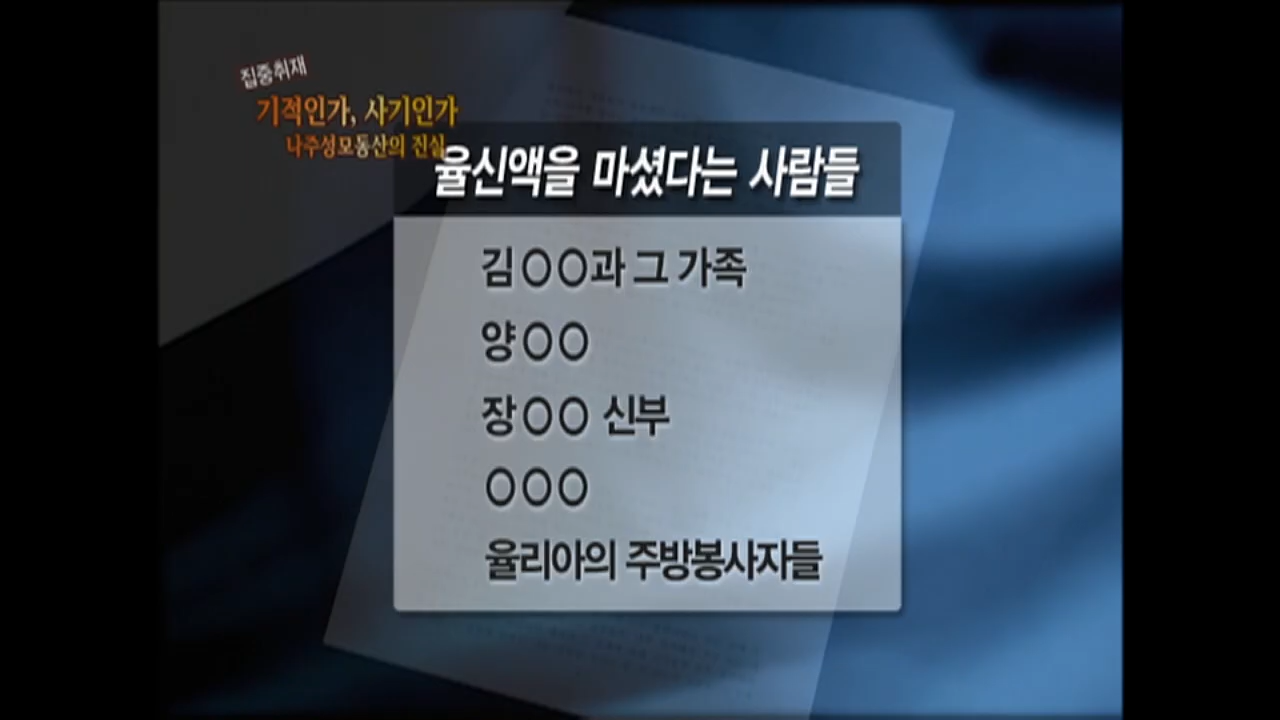 집중취재
기적인가, 사기인가
나주성모동산의 진실
율신액을 마셨다는 사람들
김○○과 그 가족
양○○
장○○ 신부
○○○
율리아의 주방봉사자들